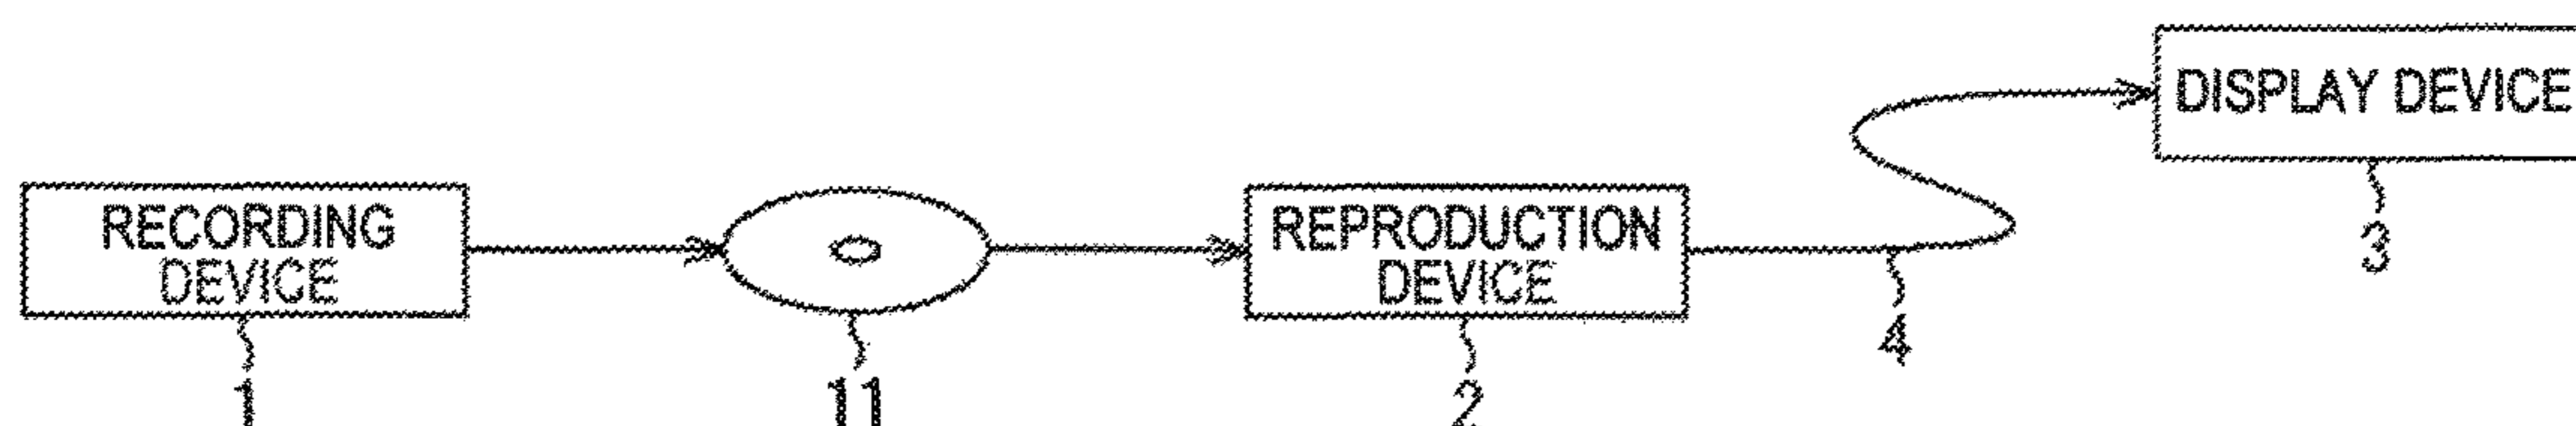 DISPLAY DEVICE
RECORDING
DEVICE
REPRODUCTION
DEVICE
3
4
1
11
2